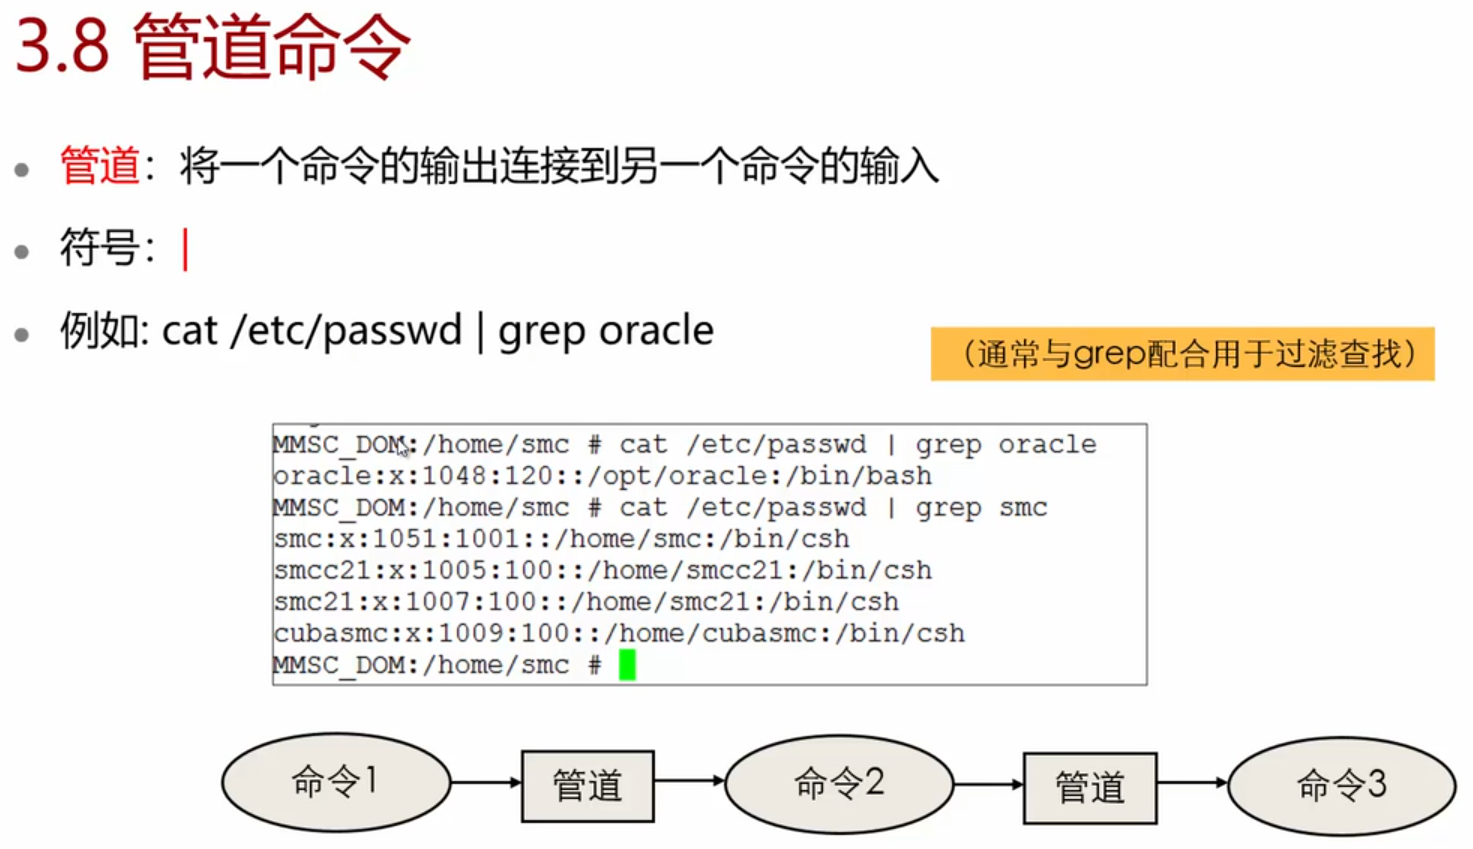 3.8 管道命令
管道：将一个命令的输出连接到另一个命令的输入
符号：|
例如: cat /etc/passwd | grep oracle
（通常与grep配合用于过滤查找）
MMSC_DOM:/home/smc # cat /etc/passwd | grep oracle
oracle:x:1048:120::/opt/oracle:/bin/bash
MMSC_DOM:/home/smc # cat /etc/passwd | grep smc
smc:x:1051:1001::/home/smc:/bin/csh
smcc21:x:1005:100::/home/smcc21:/bin/csh
smc21:x:1007:100::/home/smc21:/bin/csh
cubasmc:x:1009:100::/home/cubasmc:/bin/csh
MMSC_DOM:/home/smc #
命令1
管道
命令2
管道
命令3